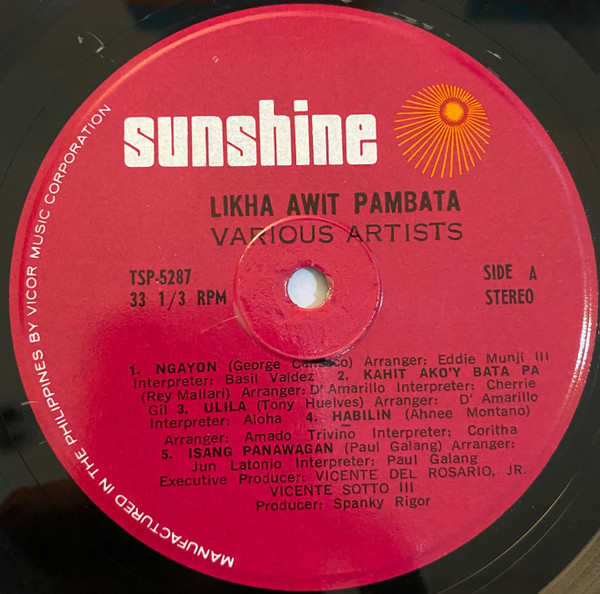 sunshine
LIKHA AWIT PAMBATA
VARIOUS ARTISTS
TSP-5287
33 1/3 RPM
SIDE A
STEREO
1. NGAYON (George Canseco) Arranger: Eddie Munji III
Interpreter: Basil Valdez 2. KAHIT AKO'Y BATA PA
(Rey Mallari) Arranger: D'Amarillo Interpreter: Cherrie
Gil 3. ULILA (Tony Huelves) Arranger: D' Amarillo
Interpreter: Aloha 4. HABILIN (Ahnee Montano)
Arranger: Amado Trivino Interpreter: Coritha
5. ISANG PANAWAGAN (Paul Galang) Arranger:
Jun Latonio Interpreter: Paul Galang
Executive Producer: VICENTE DEL ROSARIO, JR.
VICENTE SOTTO III
Producer: Spanky Rigor
MANUFACTURED IN THE PHILIPPINES BY VICOR MUSIC CORPORATION